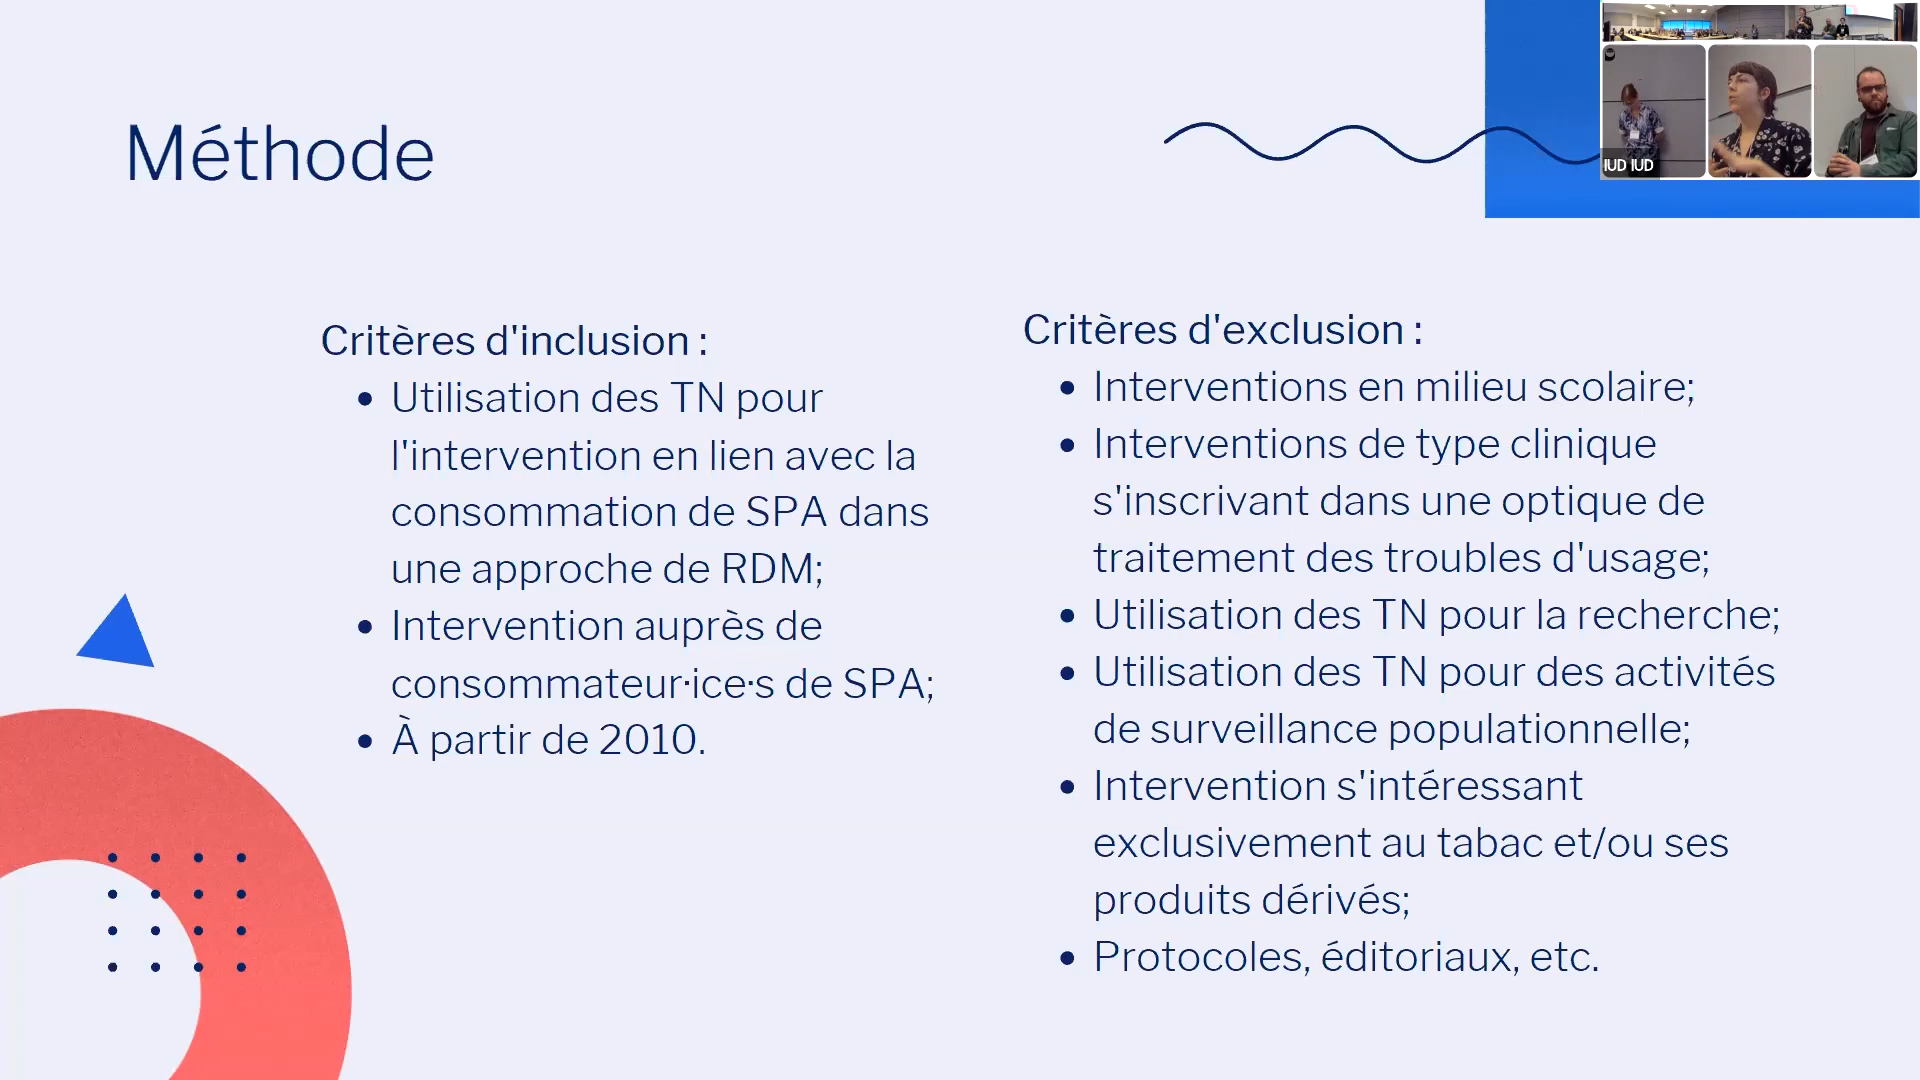 Méthode
IUD IUD
Critères d'inclusion :
• Utilisation des TN pour
l'intervention en lien avec la
consommation de SPA dans
une approche de RDM;
• Intervention auprès de
consommateur·ice·s de SPA;
• À partir de 2010.
Critères d'exclusion :
• Interventions en milieu scolaire;
• Interventions de type clinique
s'inscrivant dans une optique de
traitement des troubles d'usage;
• Utilisation des TN pour la recherche;
• Utilisation des TN pour des activités
de surveillance populationnelle;
• Intervention s'intéressant
exclusivement au tabac et/ou ses
produits dérivés;
• Protocoles, éditoriaux, etc.